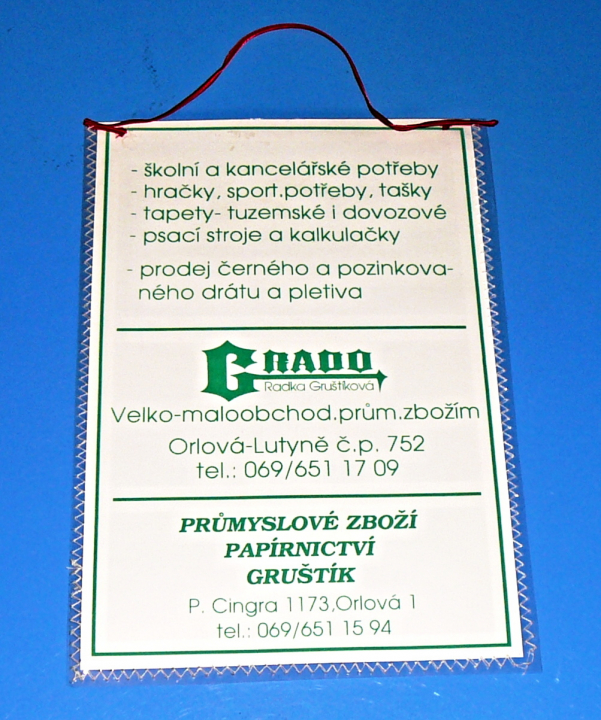 - školní a kancelářské potřeby
- hračky, sport.potřeby, tašky
- tapety- tuzemské i dovozové
- psací stroje a kalkulačky
- prodej černého a pozinkova-
ného drátu a pletiva
GRADO
Radka Gruštíková
Velko-maloobchod.prům.zbožím
Orlová-Lutyně č.p. 752
tel.: 069/651 17 09
PRŮMYSLOVÉ ZBOŽÍ
PAPÍRNICTVÍ
GRUŠTÍK
P. Cingra 1173,Orlová 1
tel.: 069/651 15 94